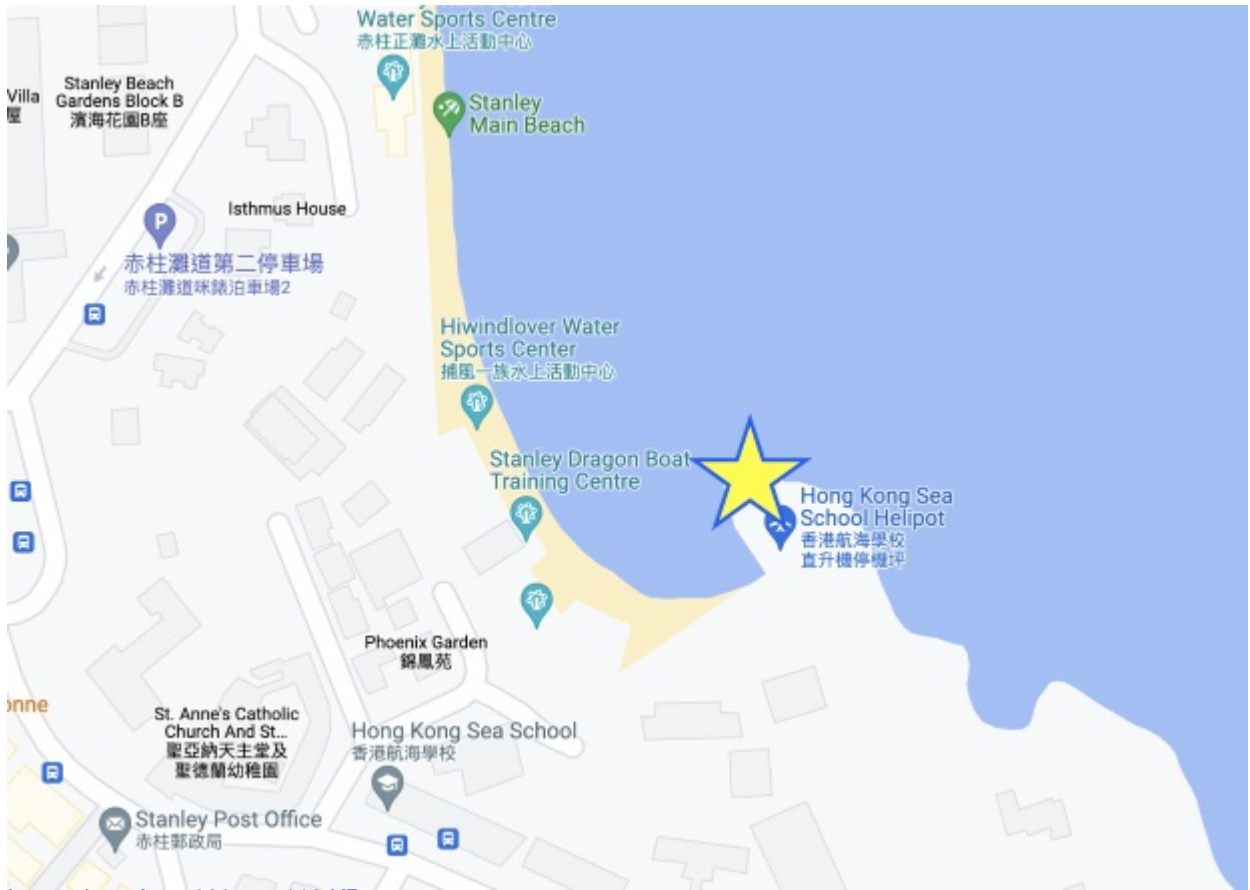 Water Sports Centre
赤柱正灘水上活動中心
Stanley Beach
Gardens Block B
濱海花園B座
Villa
屋
Stanley
Main Beach
Isthmus House
P
赤柱灘道第二停車場
赤柱灘道咪錶泊車場2
Hiwindlover Water
Sports Center
捕風一族水上活動中心
Stanley Dragon Boat
Training Centre
Hong Kong Sea
School Helipot
香港航海學校
直升機停機坪
Phoenix Garden
錦鳳苑
onne
St. Anne's Catholic
Church And St...
聖亞納天主堂及
聖德蘭幼稚園
Hong Kong Sea School
香港航海學校
Stanley Post Office
赤柱郵政局